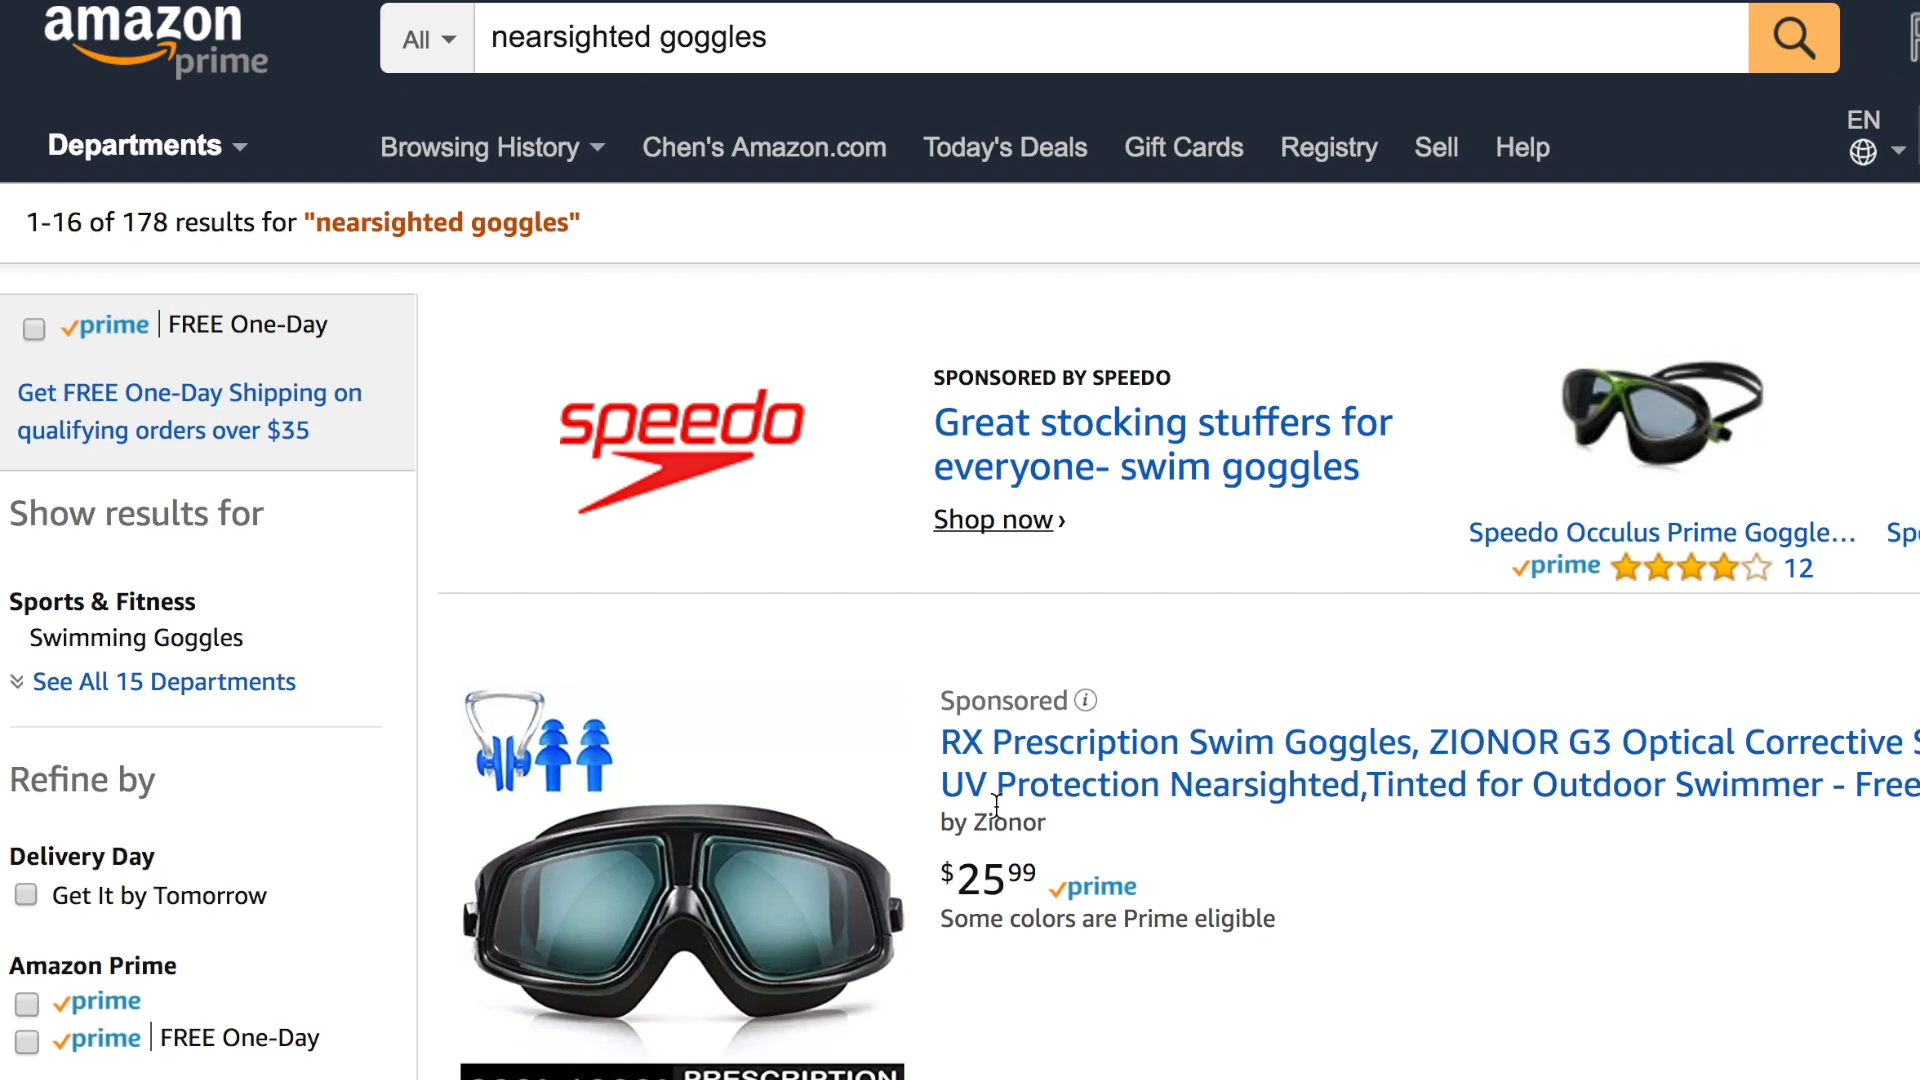 amazon
prime
All
nearsighted goggles
Departments
Browsing History
Chen's Amazon.com
Today's Deals
Gift Cards
Registry
Sell
Help
EN
1-16 of 178 results for "nearsighted goggles"
prime | FREE One-Day
Get FREE One-Day Shipping on
qualifying orders over $35
Show results for
Sports & Fitness
Swimming Goggles
See All 15 Departments
Refine by
Delivery Day
Get It by Tomorrow
Amazon Prime
prime
prime | FREE One-Day
speedo
SPONSORED BY SPEEDO
Great stocking stuffers for
everyone- swim goggles
Shop now ›
Speedo Occulus Prime Goggle...
prime 12
Sponsored
RX Prescription Swim Goggles, ZIONOR G3 Optical Corrective
UV Protection Nearsighted,Tinted for Outdoor Swimmer - Free
by Zionor
$25 99 prime
Some colors are Prime eligible
PRESCRIPTION